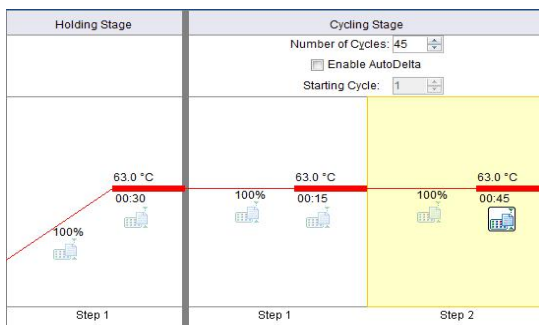 Holding Stage
Cycling Stage
Number of Cycles: 45
Enable AutoDelta
Starting Cycle: 1
63.0 °C
00:30
100%
63.0 °C
100%
00:15
63.0 °C
100%
00:45
Step 1
Step 1
Step 2